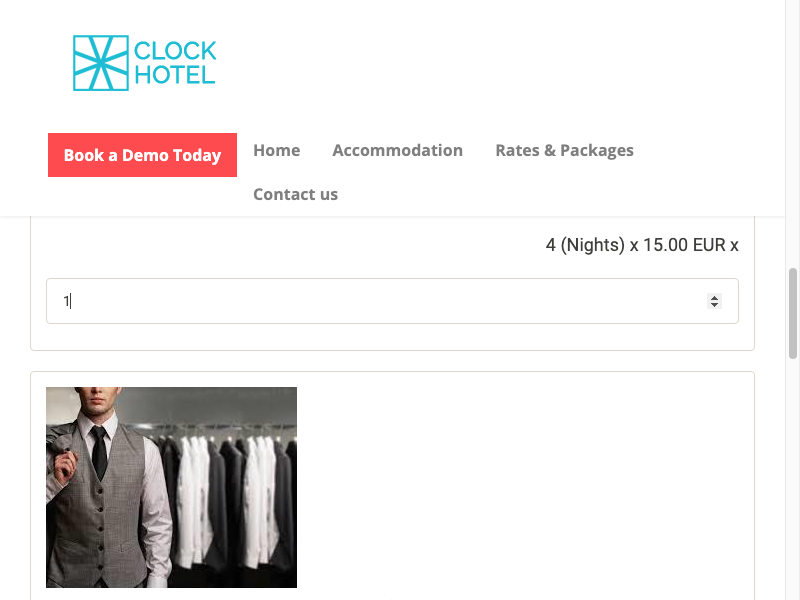 CLOCK
HOTEL
Book a Demo Today
Home
Accommodation
Rates & Packages
Contact us
4 (Nights) x 15.00 EUR x
1